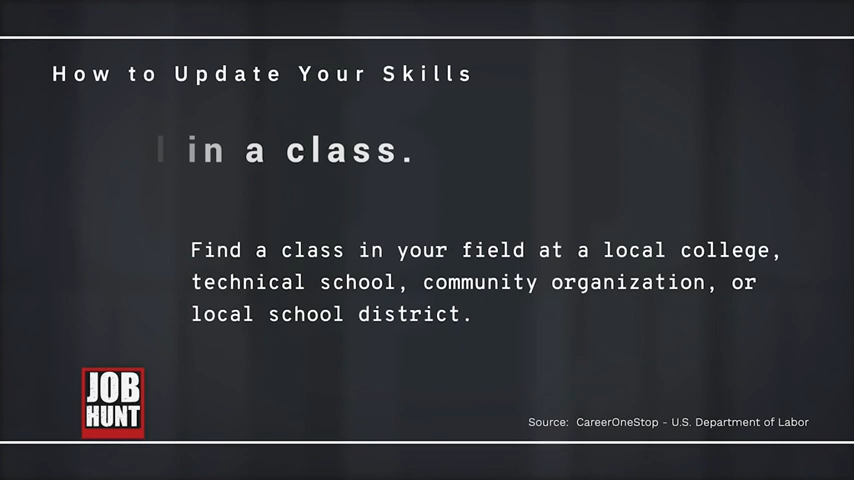 How to Update Your Skills
in a class.
Find a class in your field at a local college,
technical school, community organization, or
local school district.
JOB
HUNT
Source: CareerOneStop - U.S. Department of Labor